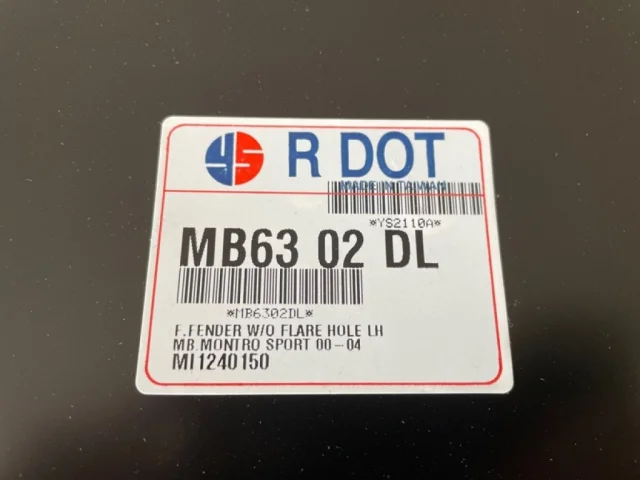 YS R DOT
MADE IN TAIWAN
*YS2110A*
MB63 02 DL
*MB6302DL*
F.FENDER W/O FLARE HOLE LH
MB.MONTRO SPORT 00-04
MI1240150